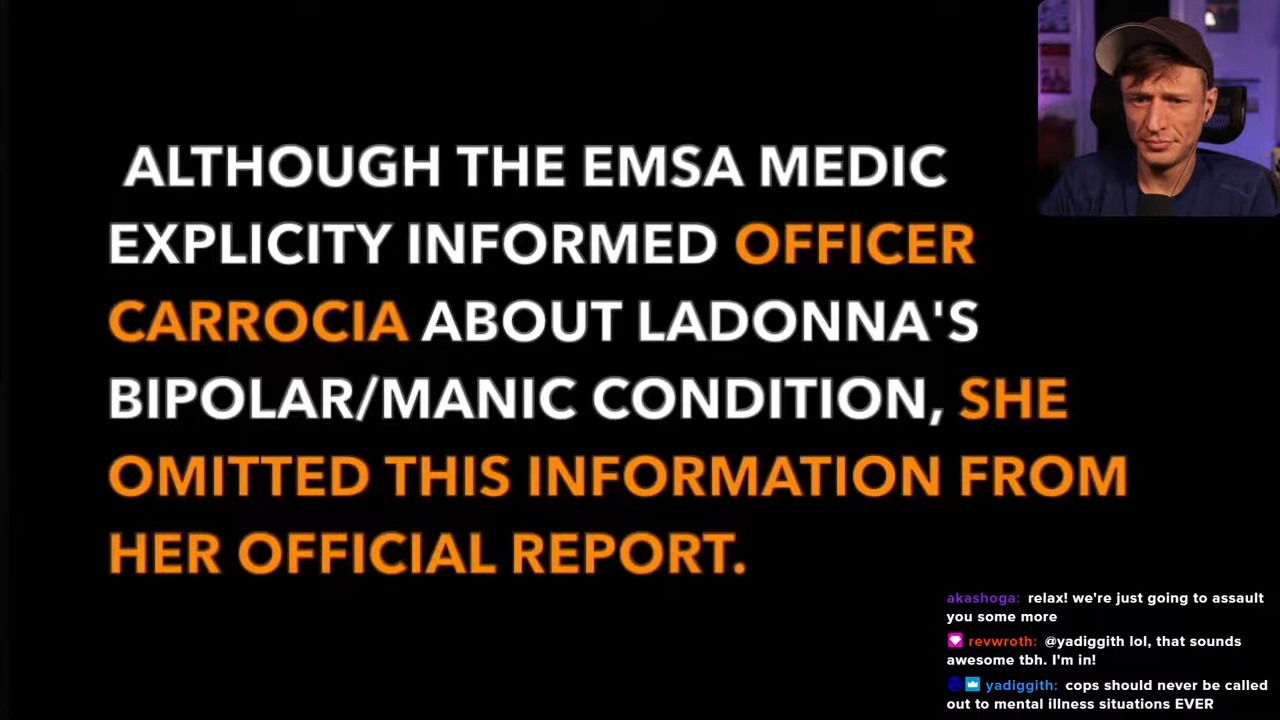 ALTHOUGH THE EMSA MEDIC
EXPLICITY INFORMED OFFICER
CARROCIA ABOUT LADONNA'S
BIPOLAR/MANIC CONDITION, SHE
OMITTED THIS INFORMATION FROM
HER OFFICIAL REPORT.
akashoga: relax! we're just going to assault
you some more
revwroth: @yadiggith lol, that sounds
awesome tbh. I'm in!
yadiggith: cops should never be called
out to mental illness situations EVER